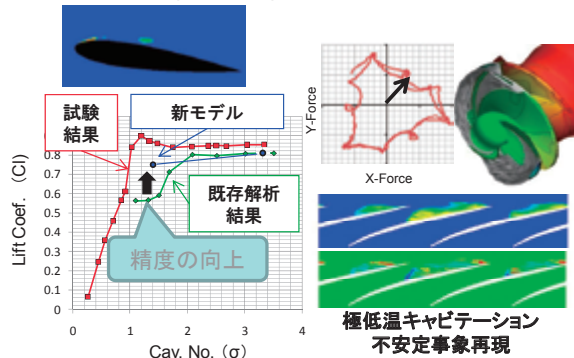 試験
結果
新モデル
既存解析
結果
精度の向上
Lift Coef. （Cl)
1
0.9
0.8
0.7
0.6
0.5
0.4
0.3
0.2
0.1
0
0
1
2
3
4
Cav. No. (σ)
Y-Force
X-Force
極低温キャビテーション
不安定事象再現